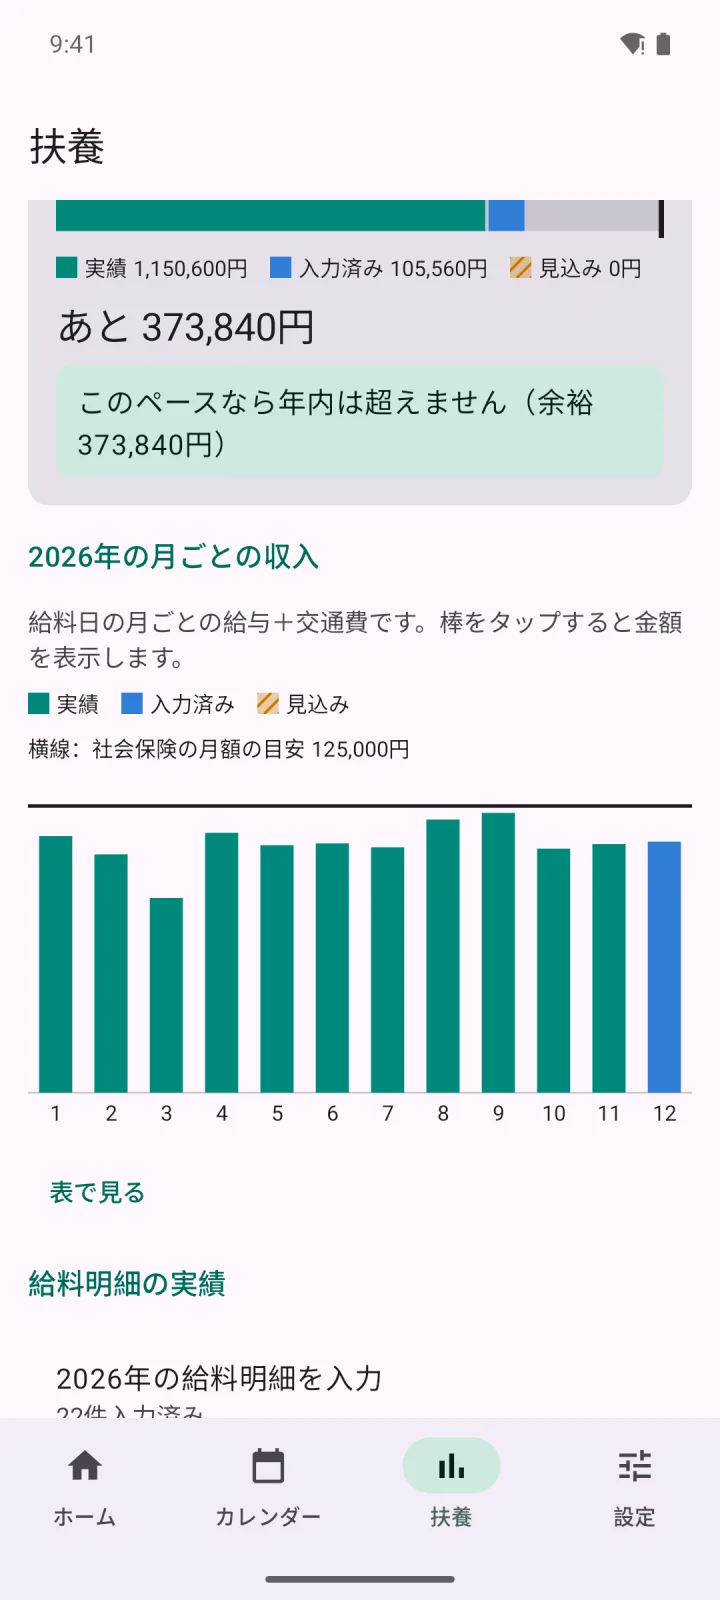 9:41
扶養
実績 1,150,600円 入力済み 105,560円 見込み 0円
あと 373,840円
このペースなら年内は超えません（余裕
373,840円）
2026年の月ごとの収入
給料日の月ごとの給与＋交通費です。棒をタップすると金額
を表示します。
実績 入力済み 見込み
横線：社会保険の月額の目安 125,000円
1 2 3 4 5 6 7 8 9 10 11 12
表で見る
給料明細の実績
2026年の給料明細を入力
22件入力済み
ホーム カレンダー 扶養 設定